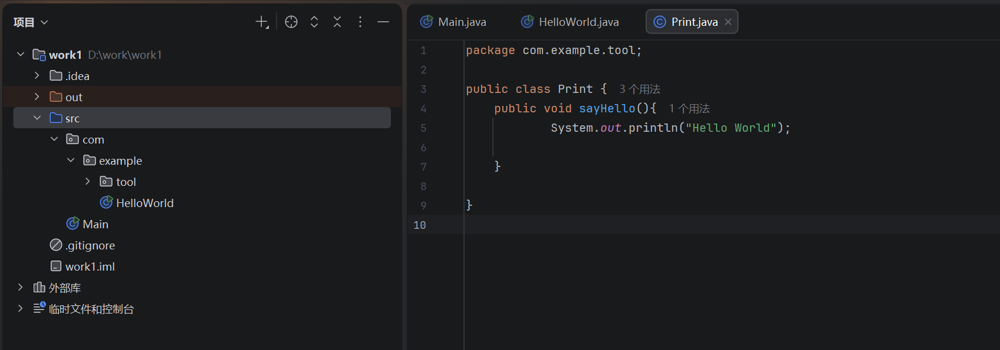 项目
work1 D:\work\work1
.idea
out
src
com
example
tool
HelloWorld
Main
.gitignore
work1.iml
外部库
临时文件和控制台
Main.java HelloWorld.java Print.java
1 package com.example.tool;
2
3 public class Print { 3 个用法
4 public void sayHello(){ 1 个用法
5 System.out.println("Hello World");
6
7 }
8
9 }
10